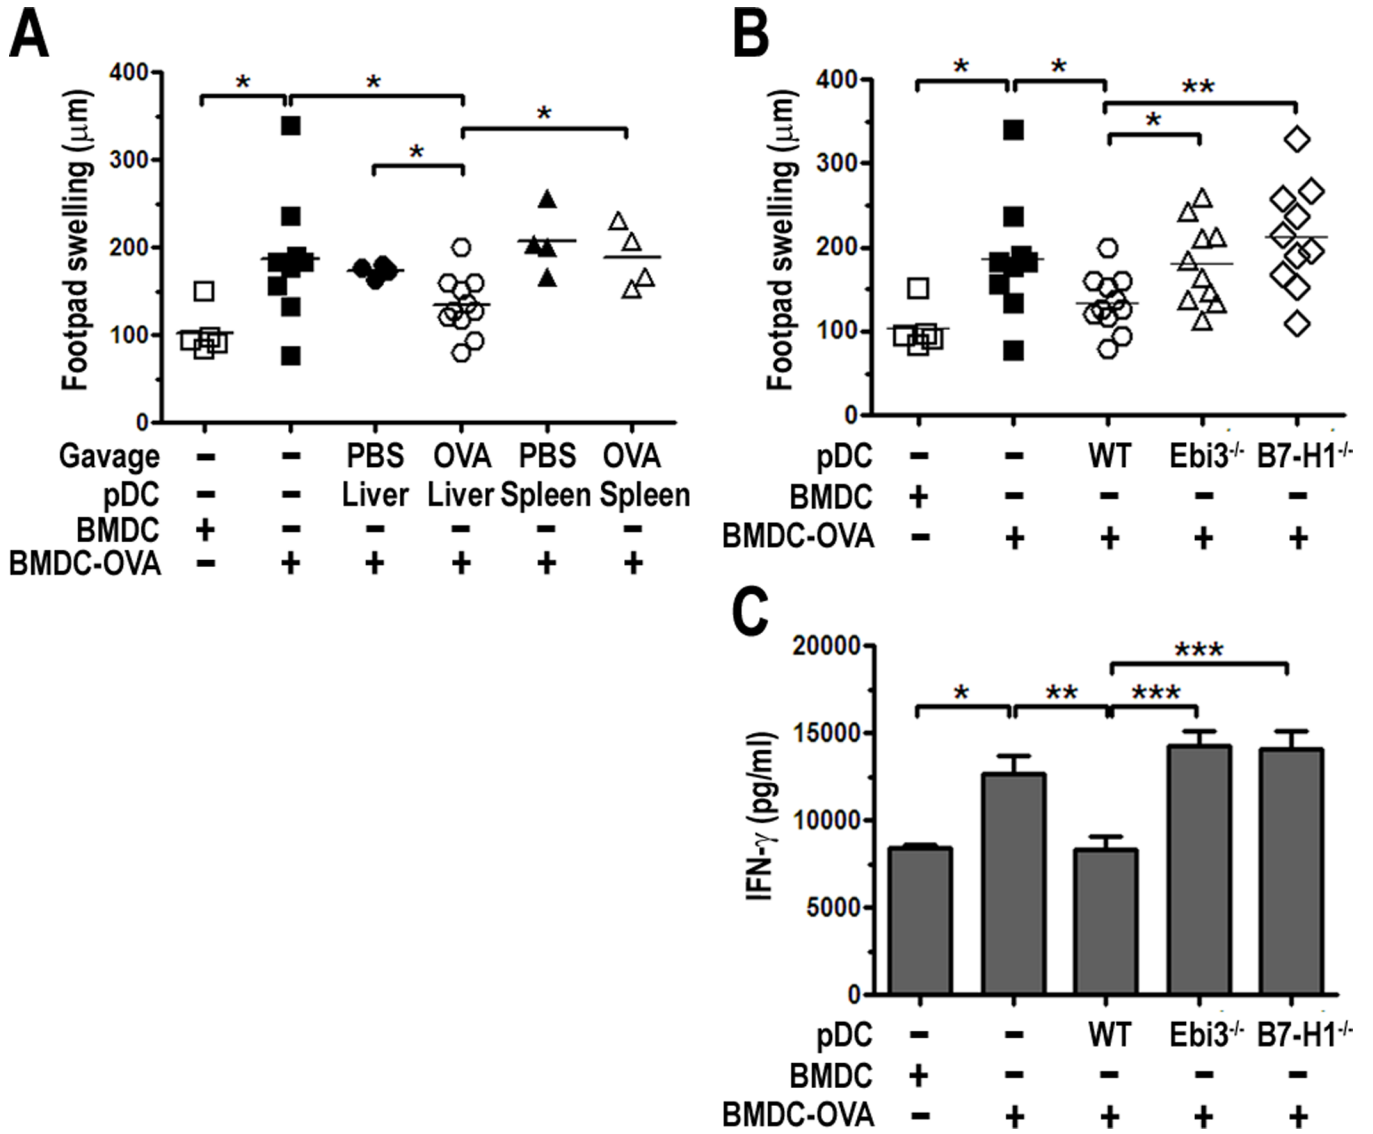 A
Footpad swelling (μm)
400
300
200
100
0
* * * *
Gavage - - PBS OVA PBS OVA
pDC - - Liver Liver Spleen Spleen
BMDC + - - - - -
BMDC-OVA - + + + + +
B
Footpad swelling (μm)
400
300
200
100
0
* * ** *
pDC - - WT Ebi3-/- B7-H1-/-
BMDC + - - - -
BMDC-OVA - + + + +
C
IFN-γ (pg/ml)
20000
15000
10000
5000
0
***
* ** ***
pDC - - WT Ebi3-/- B7-H1-/-
BMDC + - - - -
BMDC-OVA - + + + +